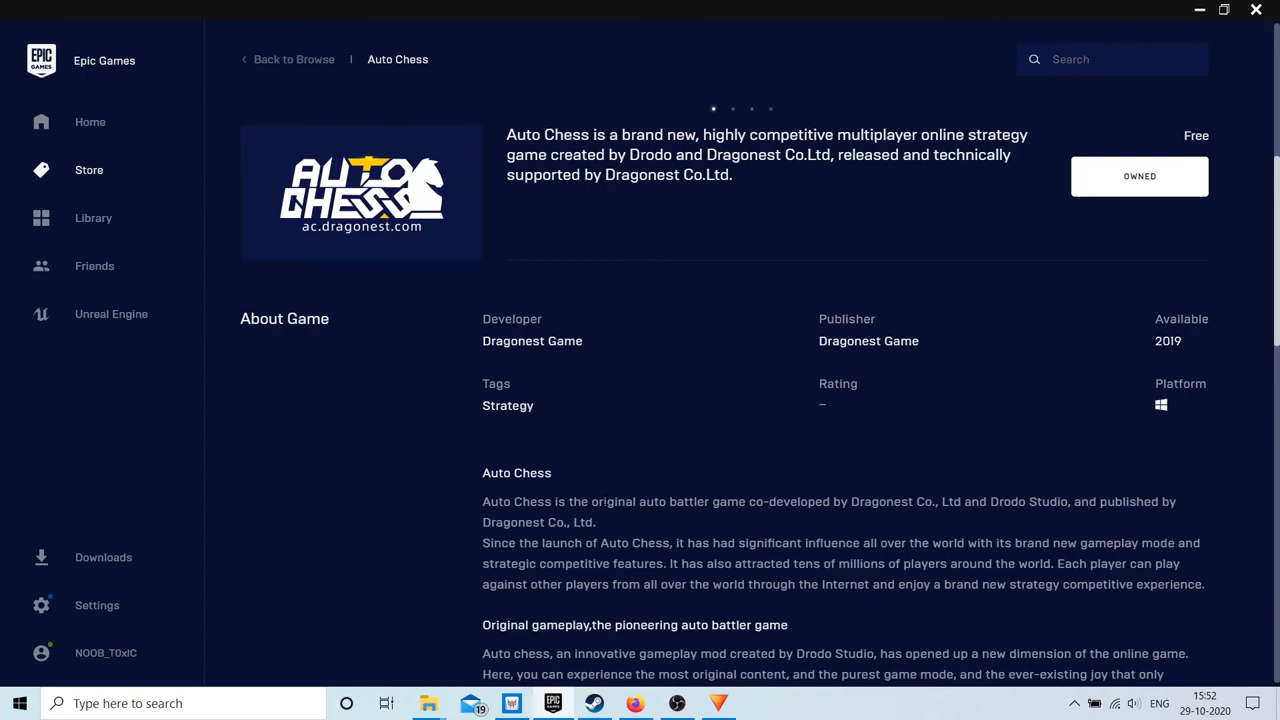 EPIC
GAMES
Epic Games
Back to Browse | Auto Chess
Search
Home
Store
Library
Friends
Unreal Engine
Downloads
Settings
NOOB_T0xIC
AUTO
CHESS
ac.dragonest.com
Auto Chess is a brand new, highly competitive multiplayer online strategy
game created by Drodo and Dragonest Co.Ltd, released and technically
supported by Dragonest Co.Ltd.
Free
OWNED
About Game
Developer
Dragonest Game
Publisher
Dragonest Game
Available
2019
Tags
Strategy
Rating
–
Platform
Auto Chess
Auto Chess is the original auto battler game co-developed by Dragonest Co., Ltd and Drodo Studio, and published by
Dragonest Co., Ltd.
Since the launch of Auto Chess, it has had significant influence all over the world with its brand new gameplay mode and
strategic competitive features. It has also attracted tens of millions of players around the world. Each player can play
against other players from all over the world through the Internet and enjoy a brand new strategy competitive experience.
Original gameplay,the pioneering auto battler game
Auto chess, an innovative gameplay mod created by Drodo Studio, has opened up a new dimension of the online game.
Here, you can experience the most original content, and the purest game mode, and the ever-existing joy that only
Type here to search
19
EPIC
GAMES
ENG
15:52
29-10-2020